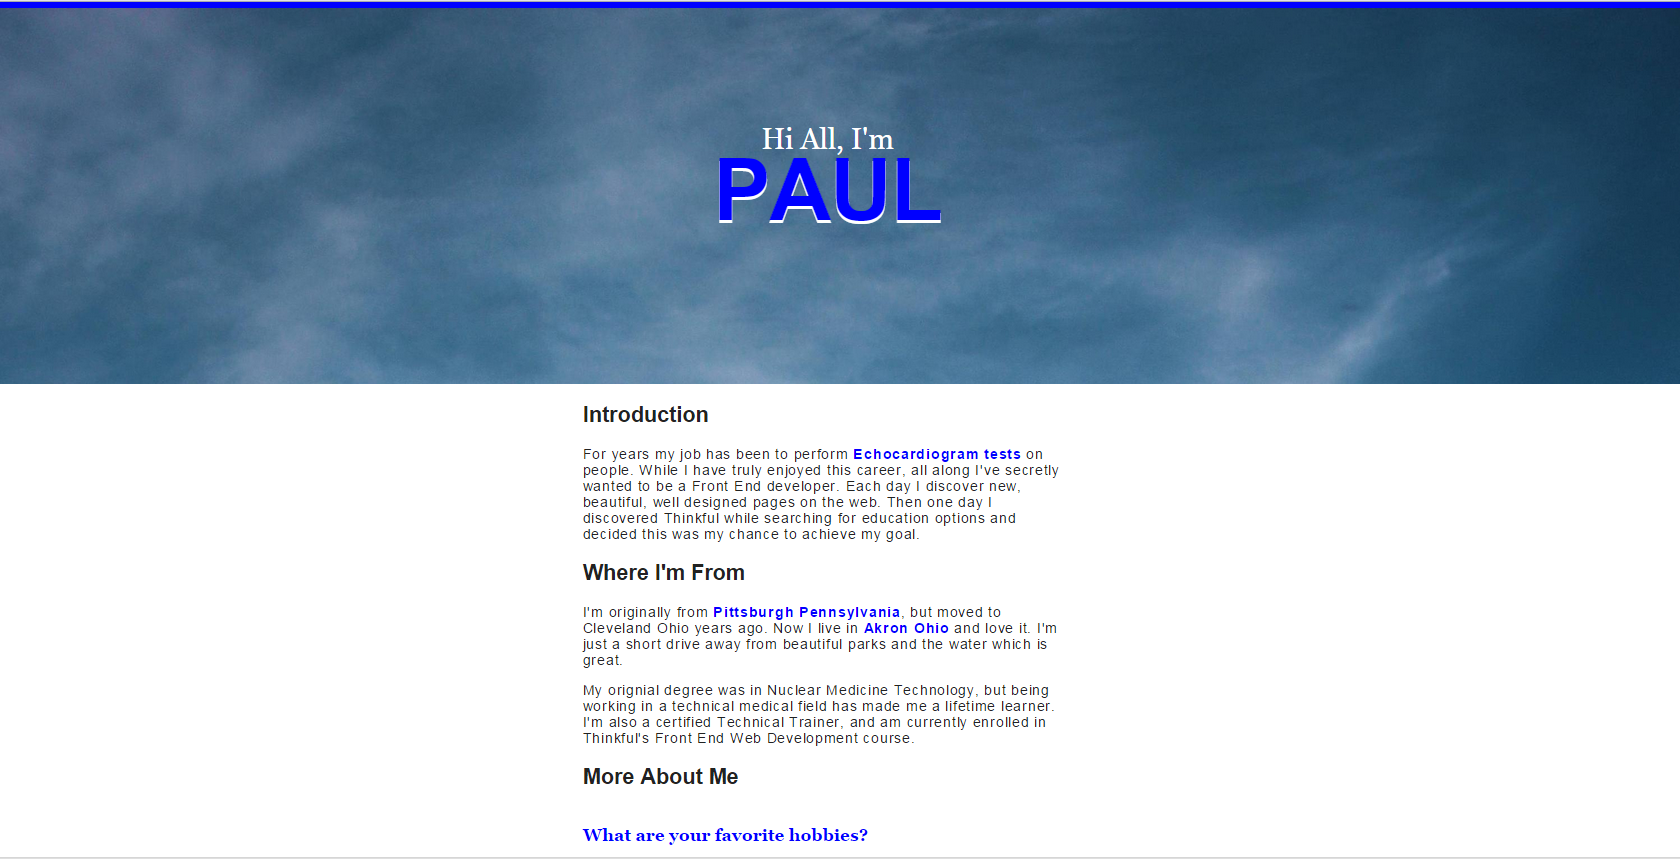 Hi All, I'm
PAUL
Introduction
For years my job has been to perform Echocardiogram tests on
people. While I have truly enjoyed this career, all along I've secretly
wanted to be a Front End developer. Each day I discover new,
beautiful, well designed pages on the web. Then one day I
discovered Thinkful while searching for education options and
decided this was my chance to achieve my goal.
Where I'm From
I'm originally from Pittsburgh Pennsylvania, but moved to
Cleveland Ohio years ago. Now I live in Akron Ohio and love it. I'm
just a short drive away from beautiful parks and the water which is
great.
My orignial degree was in Nuclear Medicine Technology, but being
working in a technical medical field has made me a lifetime learner.
I'm also a certified Technical Trainer, and am currently enrolled in
Thinkful's Front End Web Development course.
More About Me
What are your favorite hobbies?